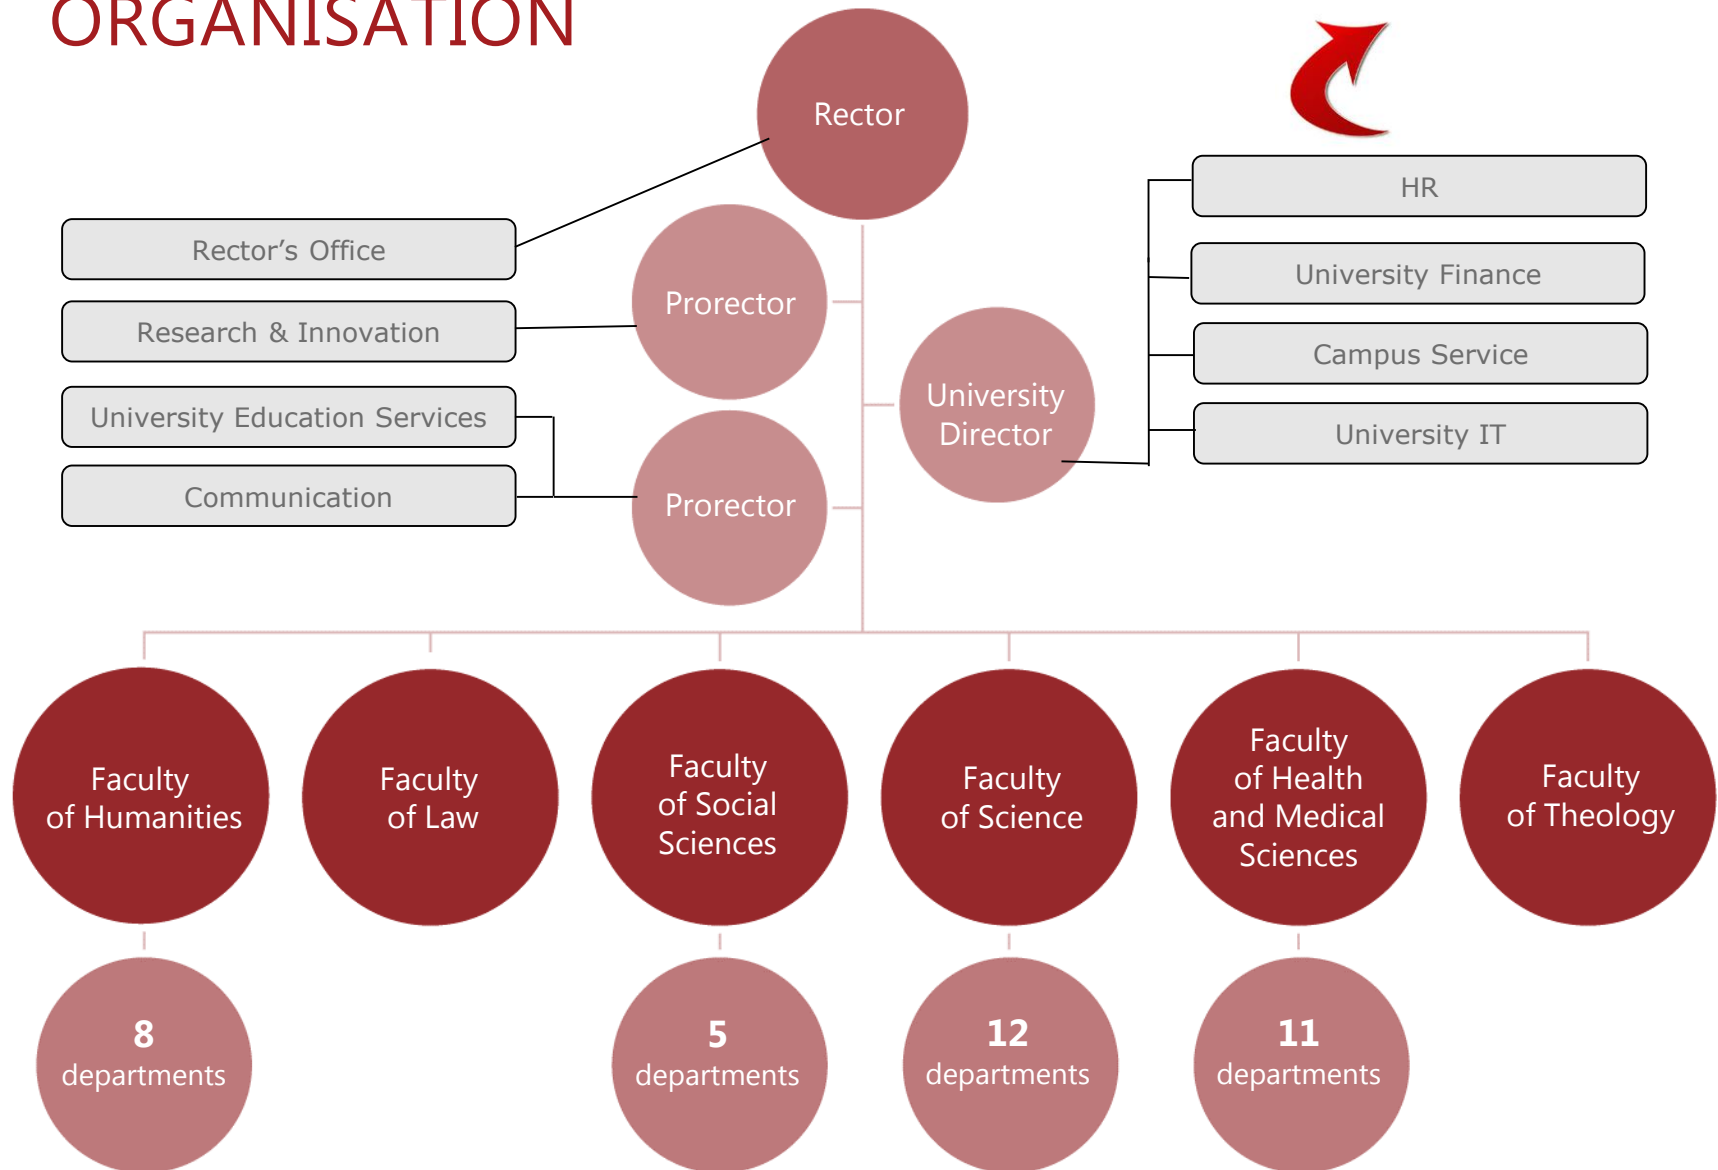 ORGANISATION
Rector
HR
Rector’s Office
University Finance
Prorector
Research & Innovation
Campus Service
University
Director
University Education Services
University IT
Communication
Prorector
Faculty
of Humanities
Faculty
of Law
Faculty
of Social
Sciences
Faculty
of Science
Faculty
of Health
and Medical
Sciences
Faculty
of Theology
8
departments
5
departments
12
departments
11
departments